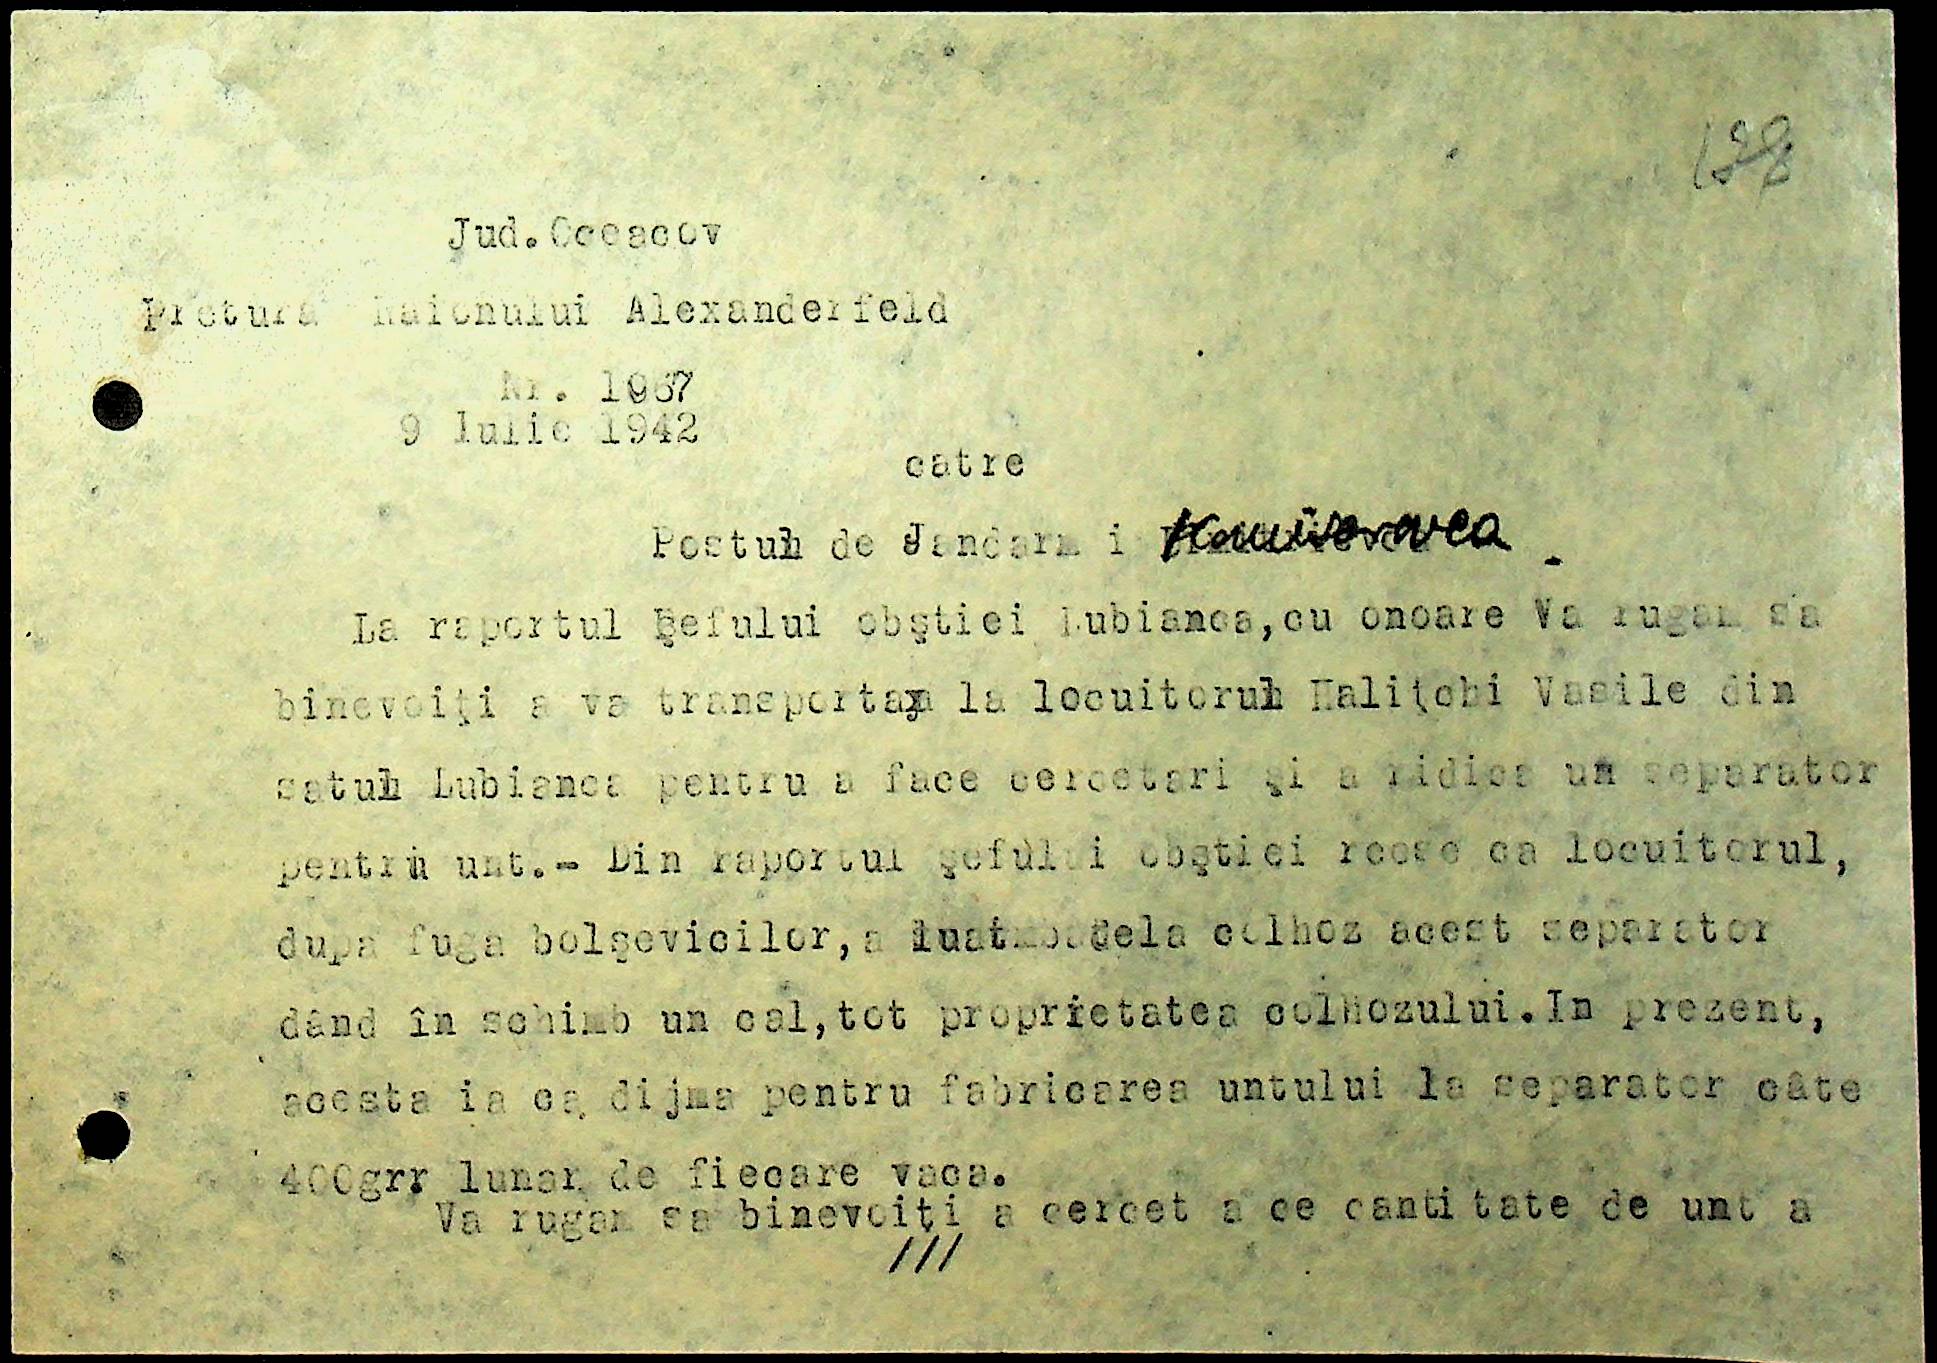 138
Jud.Oceacov
Pretura Raionului Alexanderfeld
Nr. 1967
9 Iulie 1942
catre
Postul de Jandarm i
La raportul Şefului obştiei Lubianca,cu onoare Va rugam sa
binevoiţi a va transporta la locuitorul Haliţchi Vasile din
satul Lubianca pentru a face cercetari şi a ridica un separator
pentru unt.- Din raportul şefului obştiei reese ca locuitorul,
dupa fuga bolşevicilor,a luat dela colhoz acest separator
dând în schimb un cal,tot proprietatea colhozului.In prezent,
acesta ia ca dijma pentru fabricarea untului la separator câte
400grr lunar de fiecare vaca.
Va rugam sa binevoiţi a cercet a ce canti tate de unt a
///